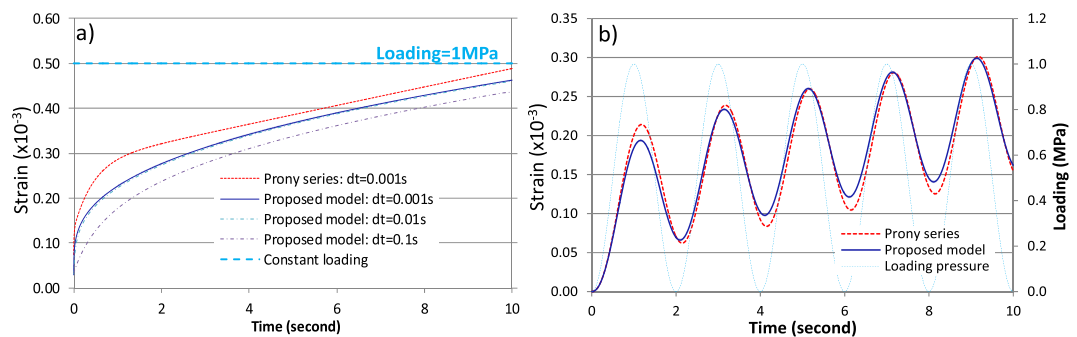 a)
Loading=1MPa
0.60
0.50
0.40
0.30
0.20
0.10
0.00
Strain (x10⁻³)
Prony series: dt=0.001s
Proposed model: dt=0.001s
Proposed model: dt=0.01s
Proposed model: dt=0.1s
Constant loading
0 2 4 6 8 10
Time (second)
b)
0.35
0.30
0.25
0.20
0.15
0.10
0.05
0.00
Strain (x10⁻³)
Prony series
Proposed model
Loading pressure
1.2
1.0
0.8
0.6
0.4
0.2
0.0
Loading (MPa)
0 2 4 6 8 10
Time (second)